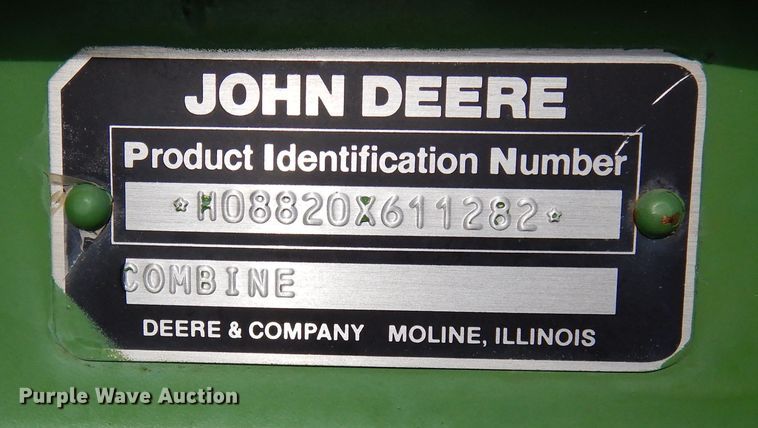 JOHN DEERE
Product Identification Number
*H08820X611282*
COMBINE
DEERE & COMPANY MOLINE, ILLINOIS
Purple Wave Auction